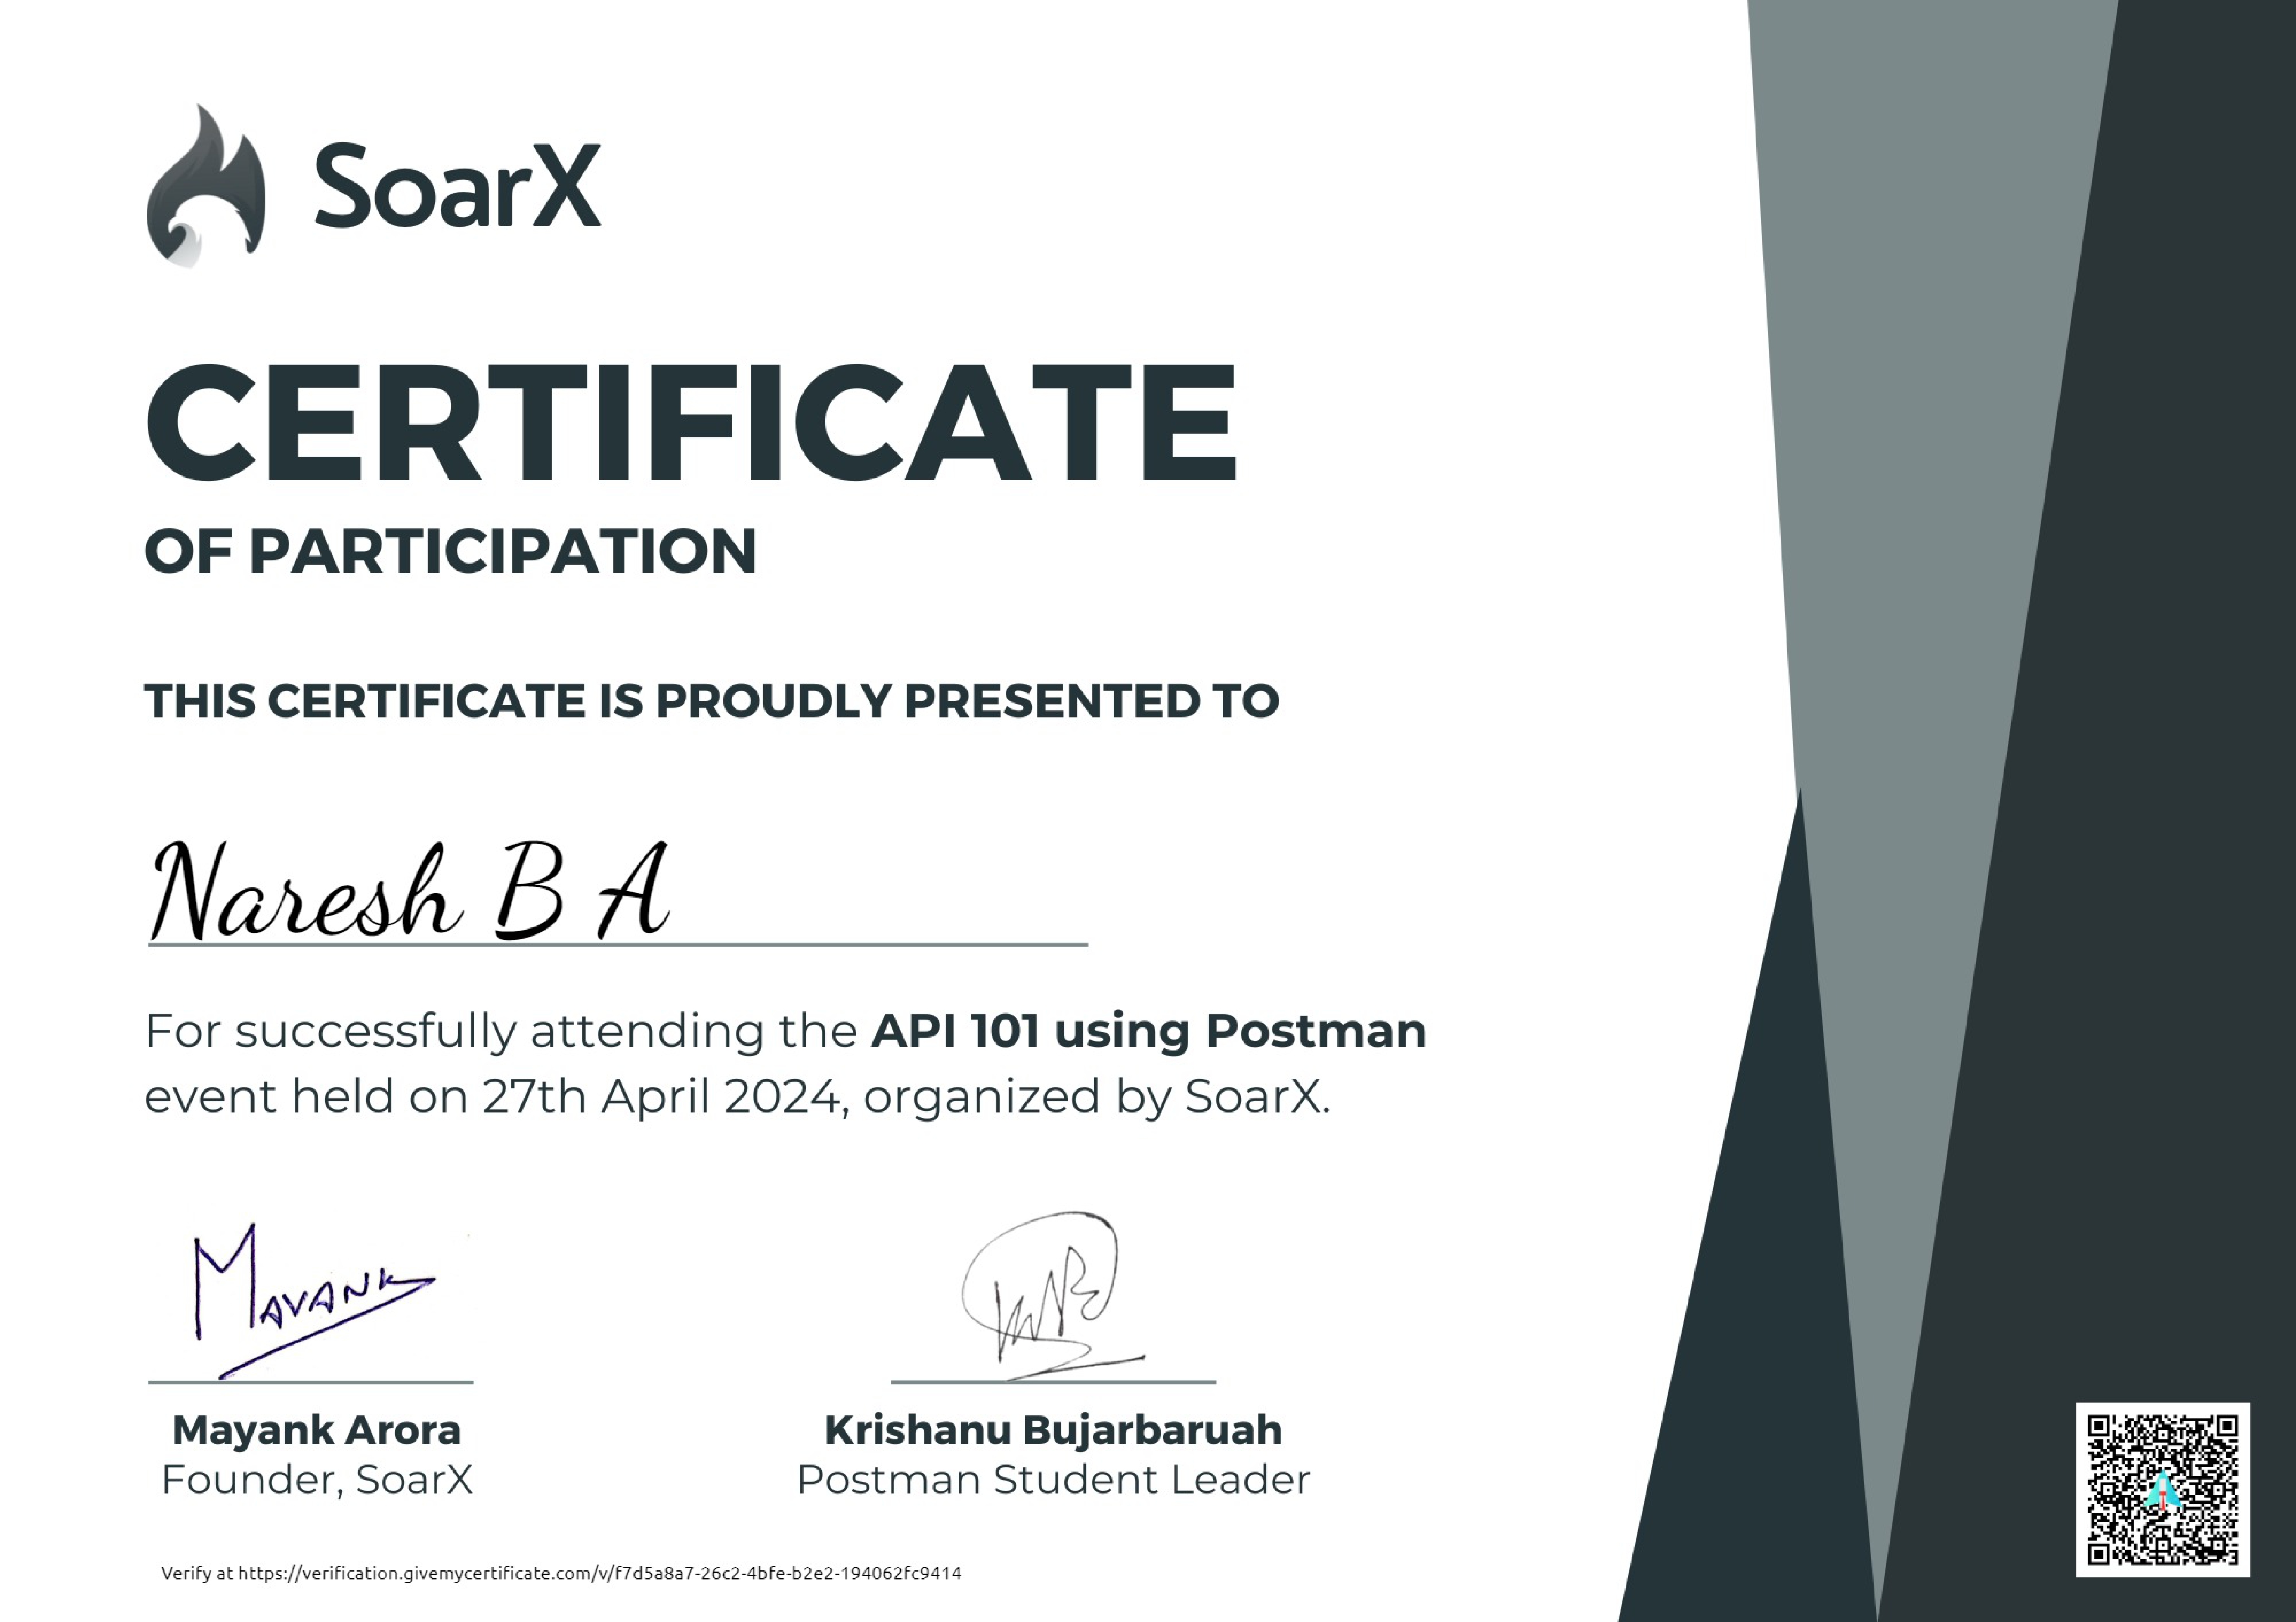 SoarX
CERTIFICATE
OF PARTICIPATION
THIS CERTIFICATE IS PROUDLY PRESENTED TO
Naresh B A
For successfully attending the API 101 using Postman
event held on 27th April 2024, organized by SoarX.
MAYANK
Mayank Arora
Founder, SoarX
Krishanu Bujarbaruah
Postman Student Leader
Verify at https://verification.givemycertificate.com/v/f7d5a8a7-26c2-4bfe-b2e2-194062fc9414